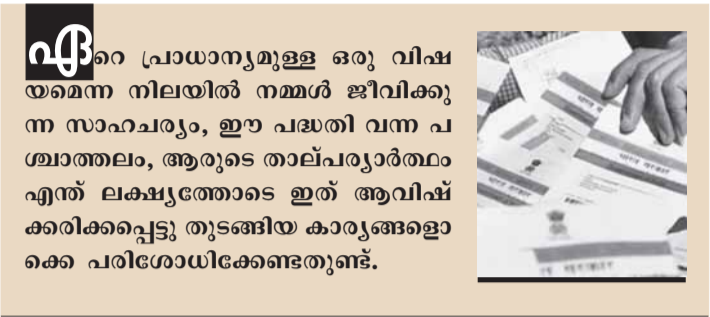 ഏറെ പ്രാധാന്യമുള്ള ഒരു വിഷ
യമെന്ന നിലയിൽ നമ്മൾ ജീവിക്കു
ന്ന സാഹചര്യം, ഈ പദ്ധതി വന്ന പ
ശ്ചാത്തലം, ആരുടെ താല്പര്യാർത്ഥം
എന്ത് ലക്ഷ്യത്തോടെ ഇത് ആവിഷ്
ക്കരിക്കപ്പെട്ടു തുടങ്ങിയ കാര്യങ്ങളൊ
ക്കെ പരിശോധിക്കേണ്ടതുണ്ട്.